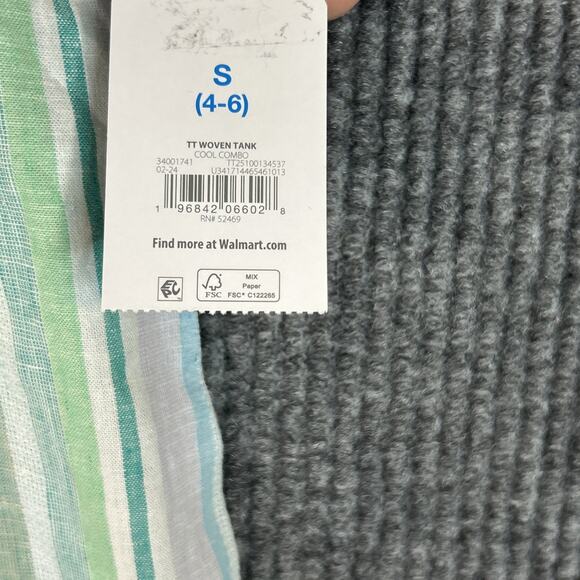 S
(4-6)
TT WOVEN TANK
COOL COMBO
34001741 TT25100134537
02-24 U341714465461013
1 96842 06602 8
RN# 52469
Find more at Walmart.com
FSC
MIX
Paper
FSC® C122265